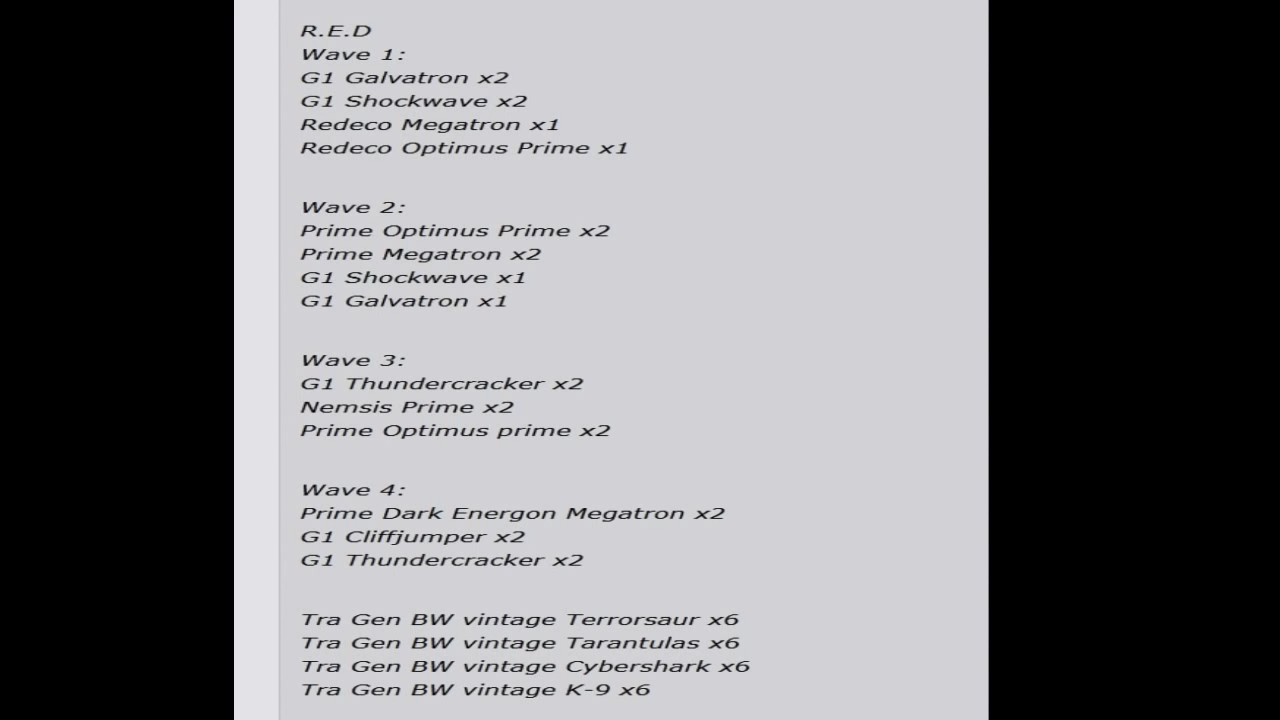 R.E.D
Wave 1:
G1 Galvatron x2
G1 Shockwave x2
Redeco Megatron x1
Redeco Optimus Prime x1
Wave 2:
Prime Optimus Prime x2
Prime Megatron x2
G1 Shockwave x1
G1 Galvatron x1
Wave 3:
G1 Thundercracker x2
Nemsis Prime x2
Prime Optimus prime x2
Wave 4:
Prime Dark Energon Megatron x2
G1 Cliffjumper x2
G1 Thundercracker x2
Tra Gen BW vintage Terrorsaur x6
Tra Gen BW vintage Tarantulas x6
Tra Gen BW vintage Cybershark x6
Tra Gen BW vintage K-9 x6